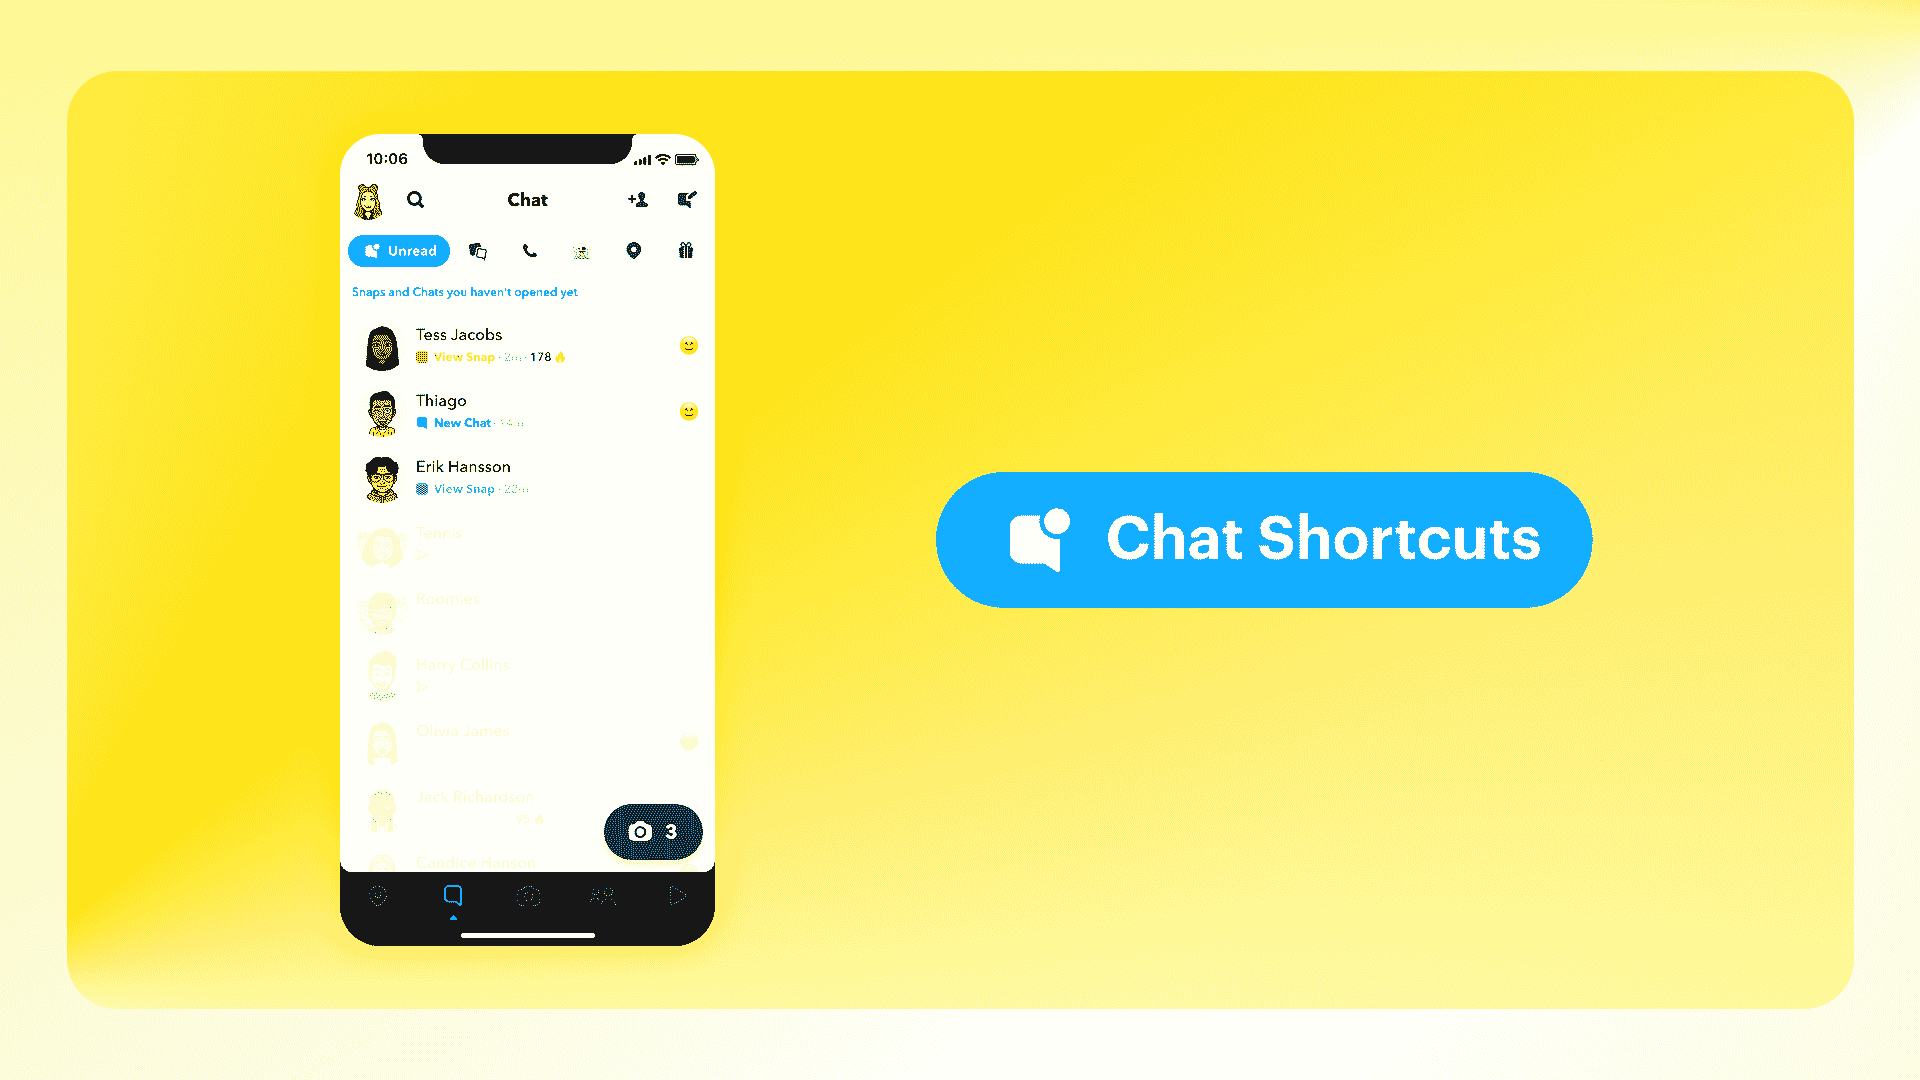 10:06
Chat
Unread
Snaps and Chats you haven't opened yet
Tess Jacobs
View Snap · 2m · 178
Thiago
New Chat · 14m
Erik Hansson
View Snap · 22m
Tennis
Roomies
Harry Collins
Olivia James
Jack Richardson
95
Candice Hanson
3
Chat Shortcuts